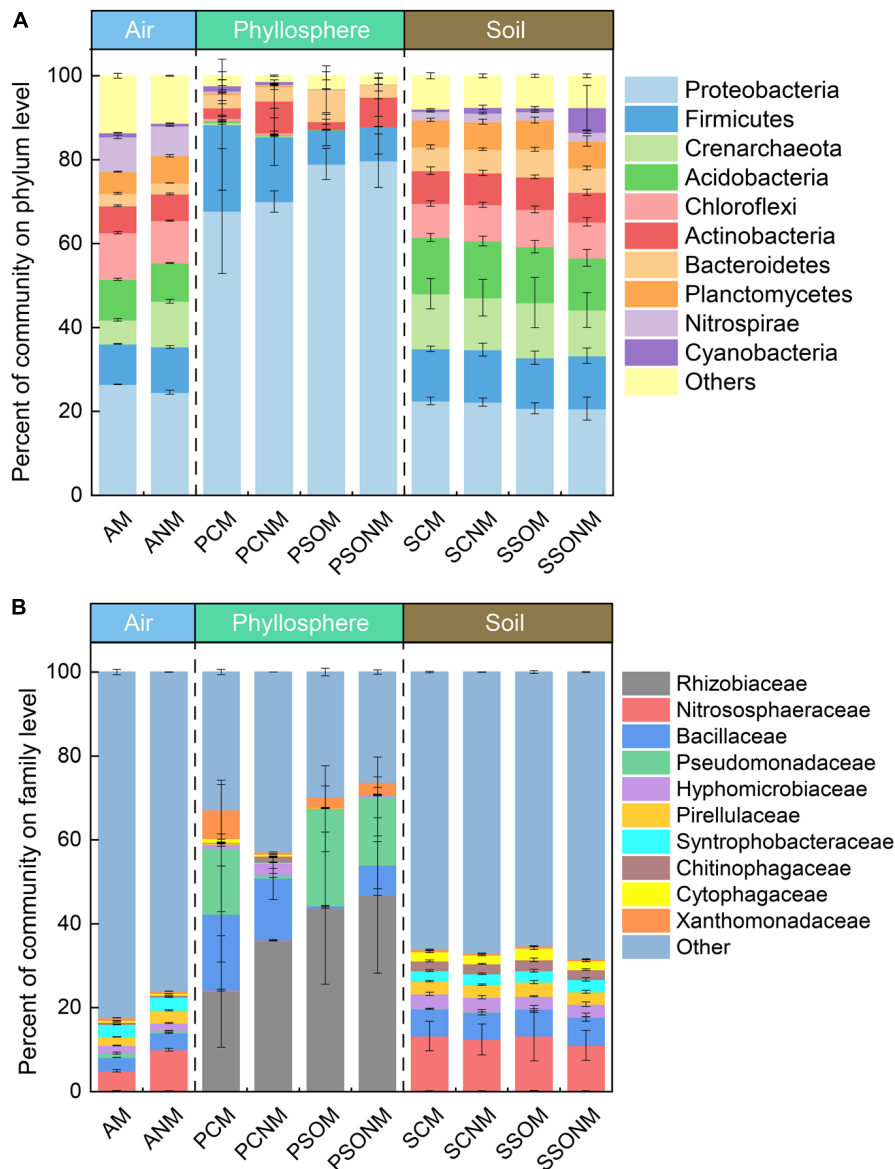 A
Air Phyllosphere Soil
Percent of community on phylum level
100
80
60
40
20
0
AM ANM PCM PCNM PSOM PSONM SCM SCNM SSOM SSONM
Proteobacteria
Firmicutes
Crenarchaeota
Acidobacteria
Chloroflexi
Actinobacteria
Bacteroidetes
Planctomycetes
Nitrospirae
Cyanobacteria
Others
B
Air Phyllosphere Soil
Percent of community on family level
100
80
60
40
20
0
AM ANM PCM PCNM PSOM PSONM SCM SCNM SSOM SSONM
Rhizobiaceae
Nitrososphaeraceae
Bacillaceae
Pseudomonadaceae
Hyphomicrobiaceae
Pirellulaceae
Syntrophobacteraceae
Chitinophagaceae
Cytophagaceae
Xanthomonadaceae
Other